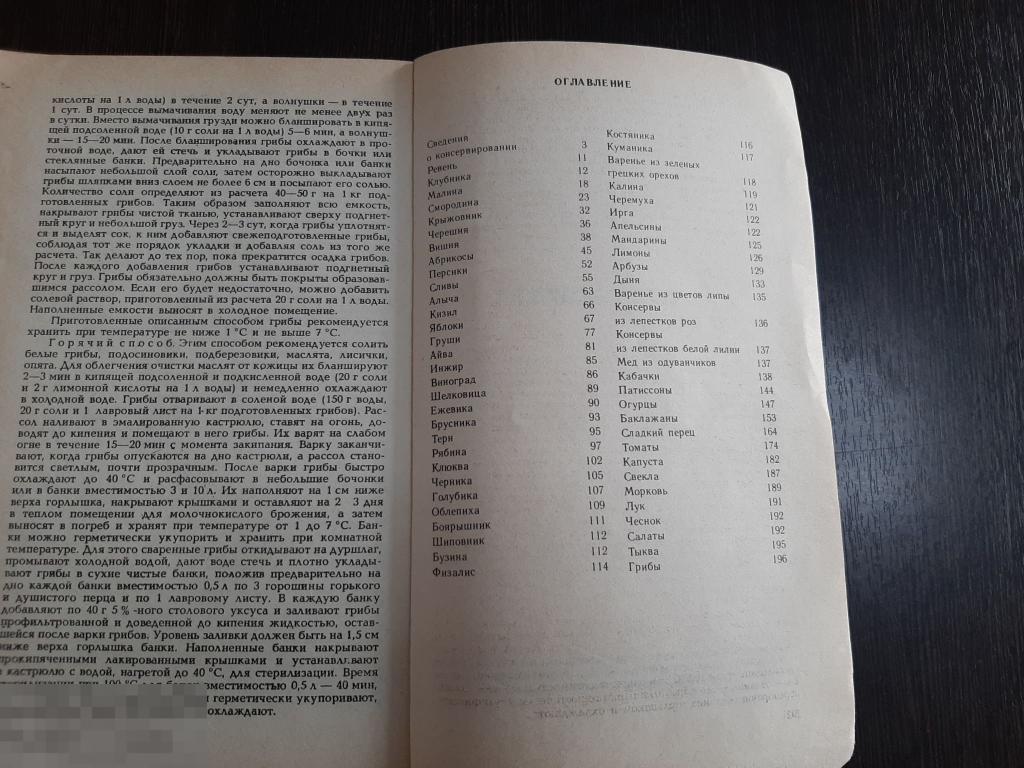 кислоты на 1 л воды) в течение 2 сут, а волнушки — в течение
1 сут. В процессе вымачивания воду меняют не менее двух раз
в сутки. Вместо вымачивания грузди можно бланшировать в кипя-
щей подсоленной воде (10 г соли на 1 л воды) 5—6 мин, а волнуш-
ки — 15—20 мин. После бланширования грибы охлаждают в про-
точной воде, дают ей стечь и укладывают грибы в бочки или
стеклянные банки. Предварительно на дно бочонка или банки
насыпают небольшой слой соли, затем осторожно выкладывают
грибы шляпками вниз слоем не более 6 см и посыпают его солью.
Количество соли определяют из расчета 40—50 г на 1 кг под-
готовленных грибов. Таким образом заполняют всю емкость,
накрывают грибы чистой тканью, устанавливают сверху подгнет-
ный круг и небольшой груз. Через 2—3 сут, когда грибы уплотнят-
ся и выделят сок, к ним добавляют свежеподготовленные грибы,
соблюдая тот же порядок укладки и добавляя соль из того же
расчета. Так делают до тех пор, пока прекратится осадка грибов.
После каждого добавления грибов устанавливают подгнетный
круг и груз. Грибы обязательно должны быть покрыты образовав-
шимся рассолом. Если его будет недостаточно, можно добавить
солевой раствор, приготовленный из расчета 20 г соли на 1 л воды.
Наполненные емкости выносят в холодное помещение.
Приготовленные описанным способом грибы рекомендуется
хранить при температуре не ниже 1 °С и не выше 7 °С.
Горячий способ. Этим способом рекомендуется солить
белые грибы, подосиновики, подберезовики, маслята, лисички,
опята. Для облегчения очистки маслят от кожицы их бланшируют
2—3 мин в кипящей подсоленной и подкисленной воде (20 г соли
и 2 г лимонной кислоты на 1 л воды) и немедленно охлаждают
в холодной воде. Грибы отваривают в соленой воде (150 г воды,
20 г соли и 1 лавровый лист на 1 кг подготовленных грибов). Рас-
сол наливают в эмалированную кастрюлю, ставят на огонь, до-
водят до кипения и помещают в него грибы. Их варят на слабом
огне в течение 15—20 мин с момента закипания. Варку заканчи-
вают, когда грибы опускаются на дно кастрюли, а рассол стано-
вится светлым, почти прозрачным. После варки грибы быстро
охлаждают до 40 °С и расфасовывают в небольшие бочонки
или в банки вместимостью 3 и 10 л. Их наполняют на 1 см ниже
верха горлышка, накрывают крышками и оставляют на 2 3 дня
в теплом помещении для молочнокислого брожения, а затем
выносят в погреб и хранят при температуре от 1 до 7 °С. Бан-
ки можно герметически укупорить и хранить при комнатной
температуре. Для этого сваренные грибы откидывают на дуршлаг,
промывают холодной водой, дают воде стечь и плотно уклады-
вают грибы в сухие чистые банки, положив предварительно на
дно каждой банки вместимостью 0,5 л по 3 горошины горького
и душистого перца и по 1 лавровому листу. В каждую банку
добавляют по 40 г 5 %-ного столового уксуса и заливают грибы
профильтрованной и доведенной до кипения жидкостью, остав-
шейся после варки грибов. Уровень заливки должен быть на 1,5 см
ниже верха горлышка банки. Наполненные банки накрывают
прокипяченными лакированными крышками и устанавливают
в кастрюлю с водой, нагретой до 40 °С, для стерилизации. Время
стерилизации при 100 °С для банок вместимостью 0,5 л — 40 мин,
и герметически укупоривают,
охлаждают.
ОГЛАВЛЕНИЕ
Сведения
о консервировании 3
Ревень 11
Клубника 12
Малина 18
Смородина 23
Крыжовник 32
Черешня 36
Вишня 38
Абрикосы 45
Персики 52
Сливы 55
Алыча 63
Кизил 66
Яблоки 67
Груши 77
Айва 81
Инжир 85
Виноград 86
Шелковица 89
Ежевика 90
Брусника 93
Терн 95
Рябина 97
Клюква 102
Черника 105
Голубика 107
Облепиха 109
Боярышник 111
Шиповник 112
Бузина 112
Физалис 114
Костяника 116
Куманика 117
Варенье из зеленых
грецких орехов 118
Калина 119
Черемуха 121
Ирга 122
Апельсины 122
Мандарины 125
Лимоны 126
Арбузы 129
Дыня 133
Варенье из цветов липы 135
Консервы
из лепестков роз 136
Консервы
из лепестков белой лилии 137
Мед из одуванчиков 137
Кабачки 138
Патиссоны 144
Огурцы 147
Баклажаны 153
Сладкий перец 164
Томаты 174
Капуста 182
Свекла 187
Морковь 189
Лук 191
Чеснок 192
Салаты 192
Тыква 195
Грибы 196